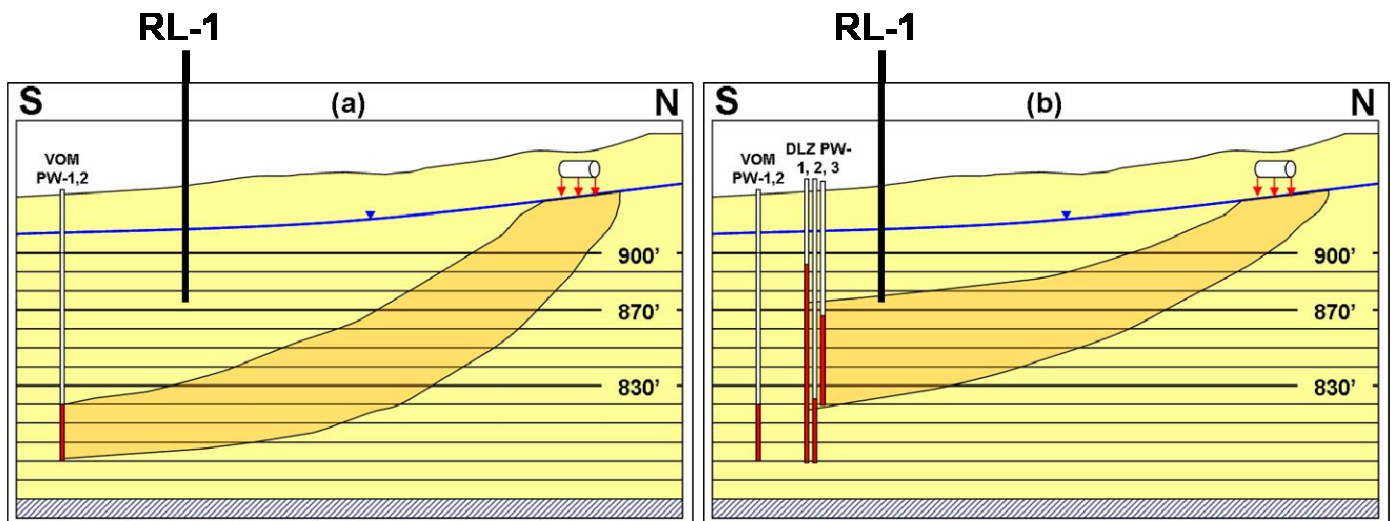 RL-1
S (a) N
VOM
PW-1,2
900'
870'
830'
RL-1
S (b) N
VOM
PW-1,2
DLZ PW-
1, 2, 3
900'
870'
830'